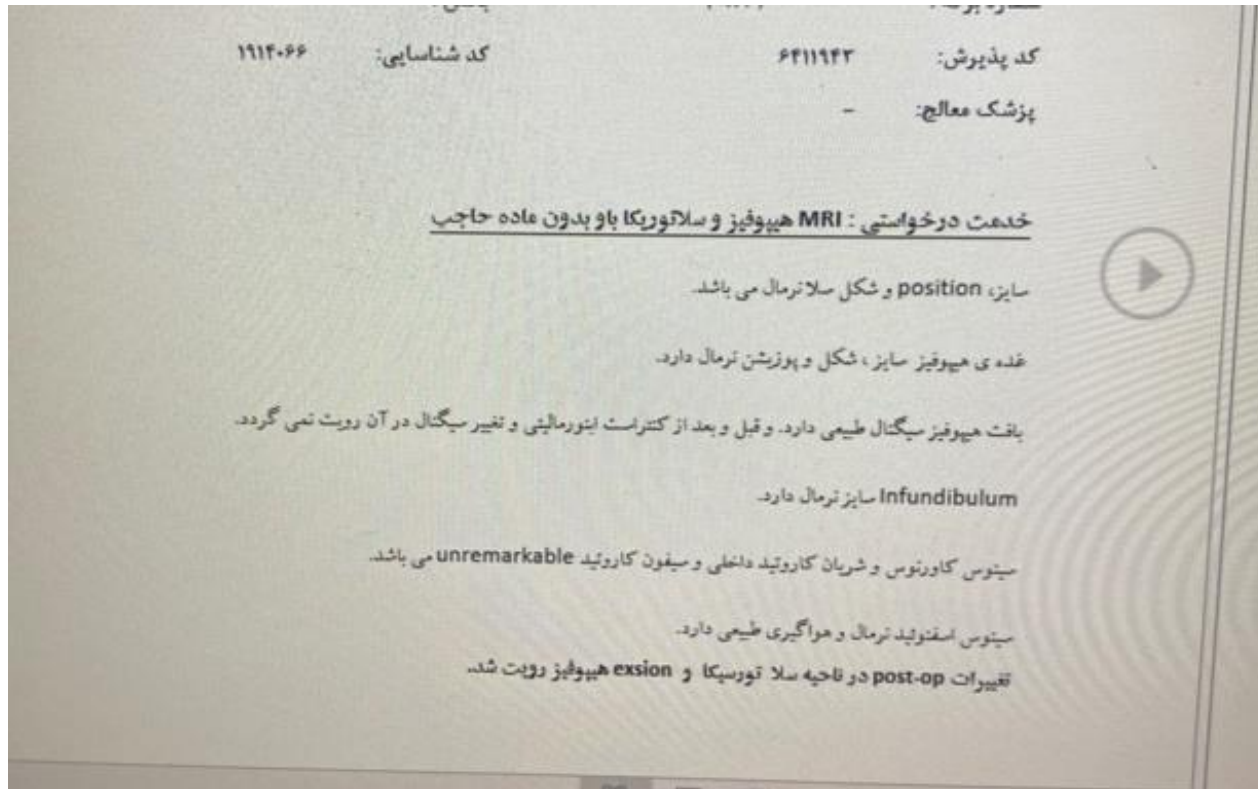 کد پذیرش: ۶۴۱۱۹۴۳ کد شناسایی: ۱۹۱۴۰۶۶
پزشک معالج: -
خدمت درخواستی : MRI هیپوفیز و سلاتوریکا باو بدون ماده حاجب
سایز، position و شکل سلا نرمال می باشد.
غده ی هیپوفیز سایز ، شکل و پوزیشن نرمال دارد.
بافت هیپوفیز سیگنال طبیعی دارد. و قبل و بعد از کنتراست ابنورمالیتی و تغییر سیگنال در آن رویت نمی گردد.
Infundibulum سایز نرمال دارد.
سینوس کاورنوس و شریان کاروتید داخلی و سیفون کاروتید unremarkable می باشد.
سینوس اسفنوئید نرمال و هواگیری طبیعی دارد.
تغییرات post-op در ناحیه سلا تورسیکا و exsion هیپوفیز رویت شد.